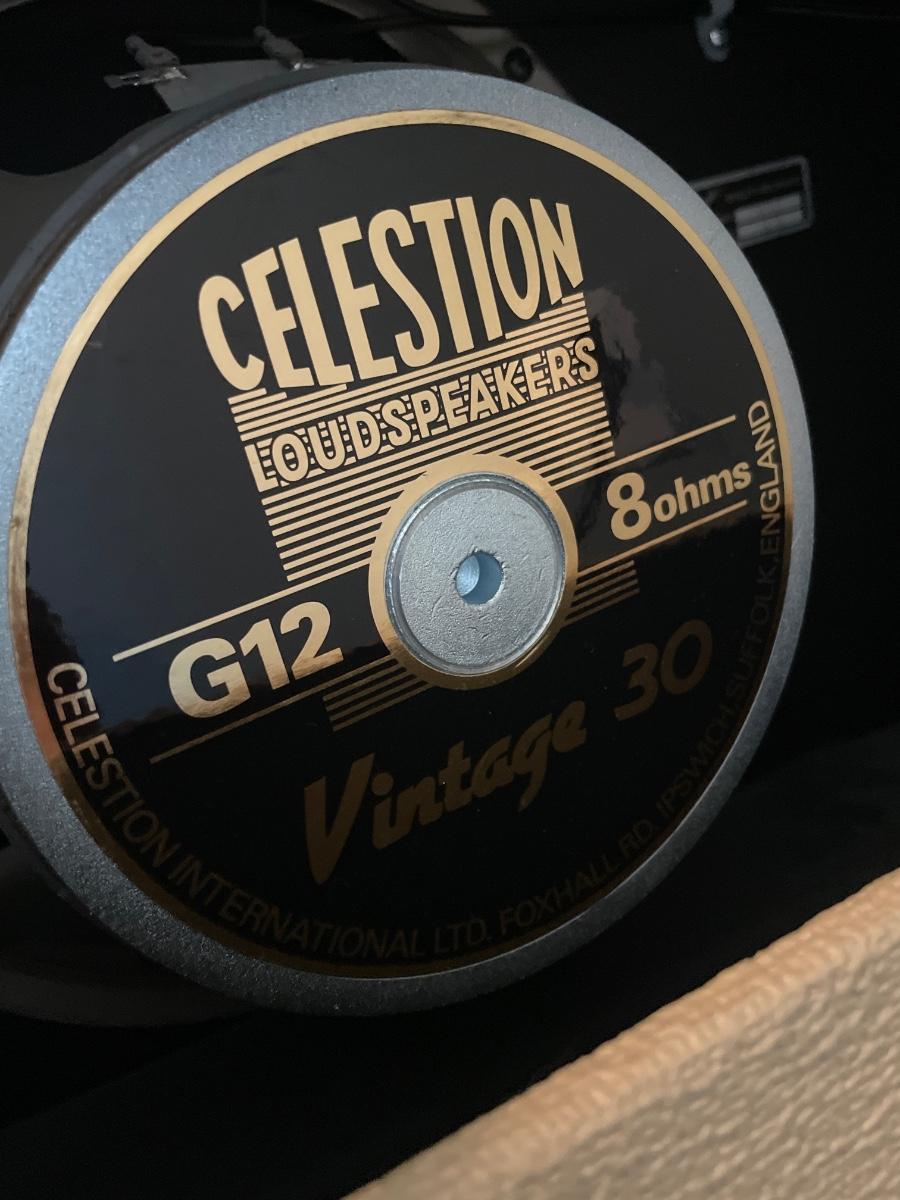 CELESTION
LOUDSPEAKERS
8ohms
G12
Vintage 30
CELESTION INTERNATIONAL LTD. FOXHALL RD. IPSWICH, SUFFOLK, ENGLAND